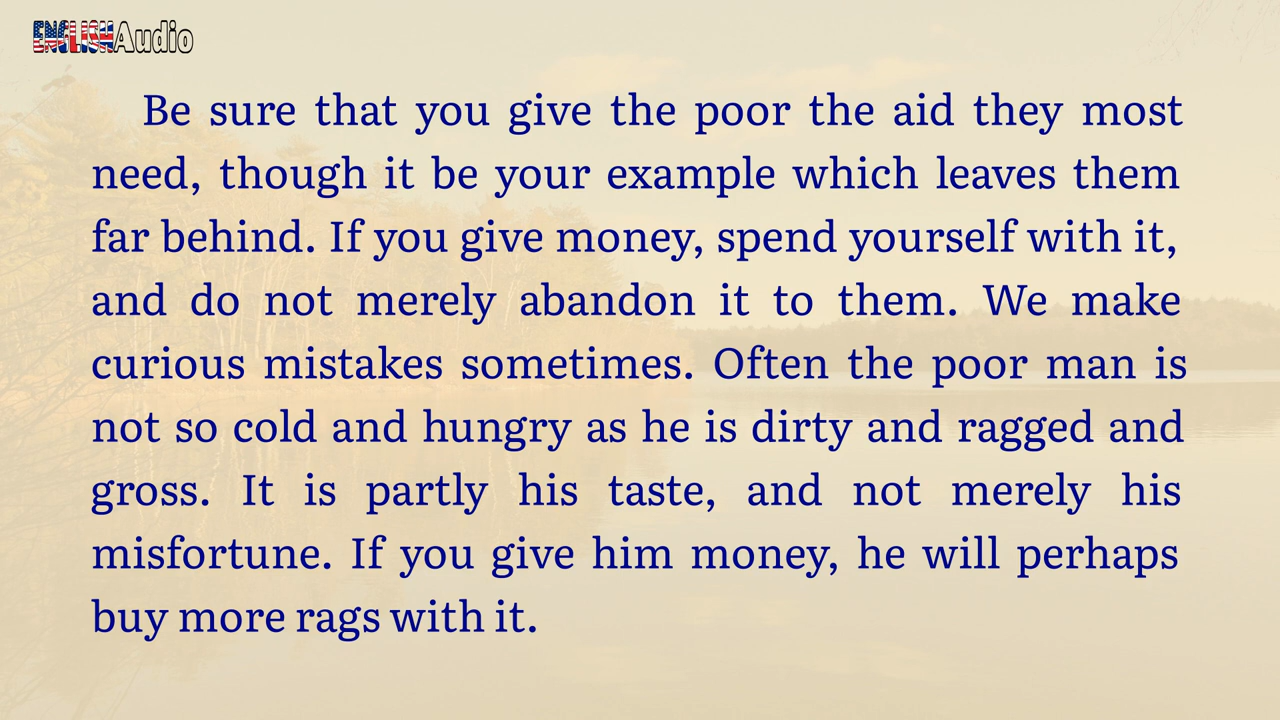 ENGLISHAudio
Be sure that you give the poor the aid they most
need, though it be your example which leaves them
far behind. If you give money, spend yourself with it,
and do not merely abandon it to them. We make
curious mistakes sometimes. Often the poor man is
not so cold and hungry as he is dirty and ragged and
gross. It is partly his taste, and not merely his
misfortune. If you give him money, he will perhaps
buy more rags with it.